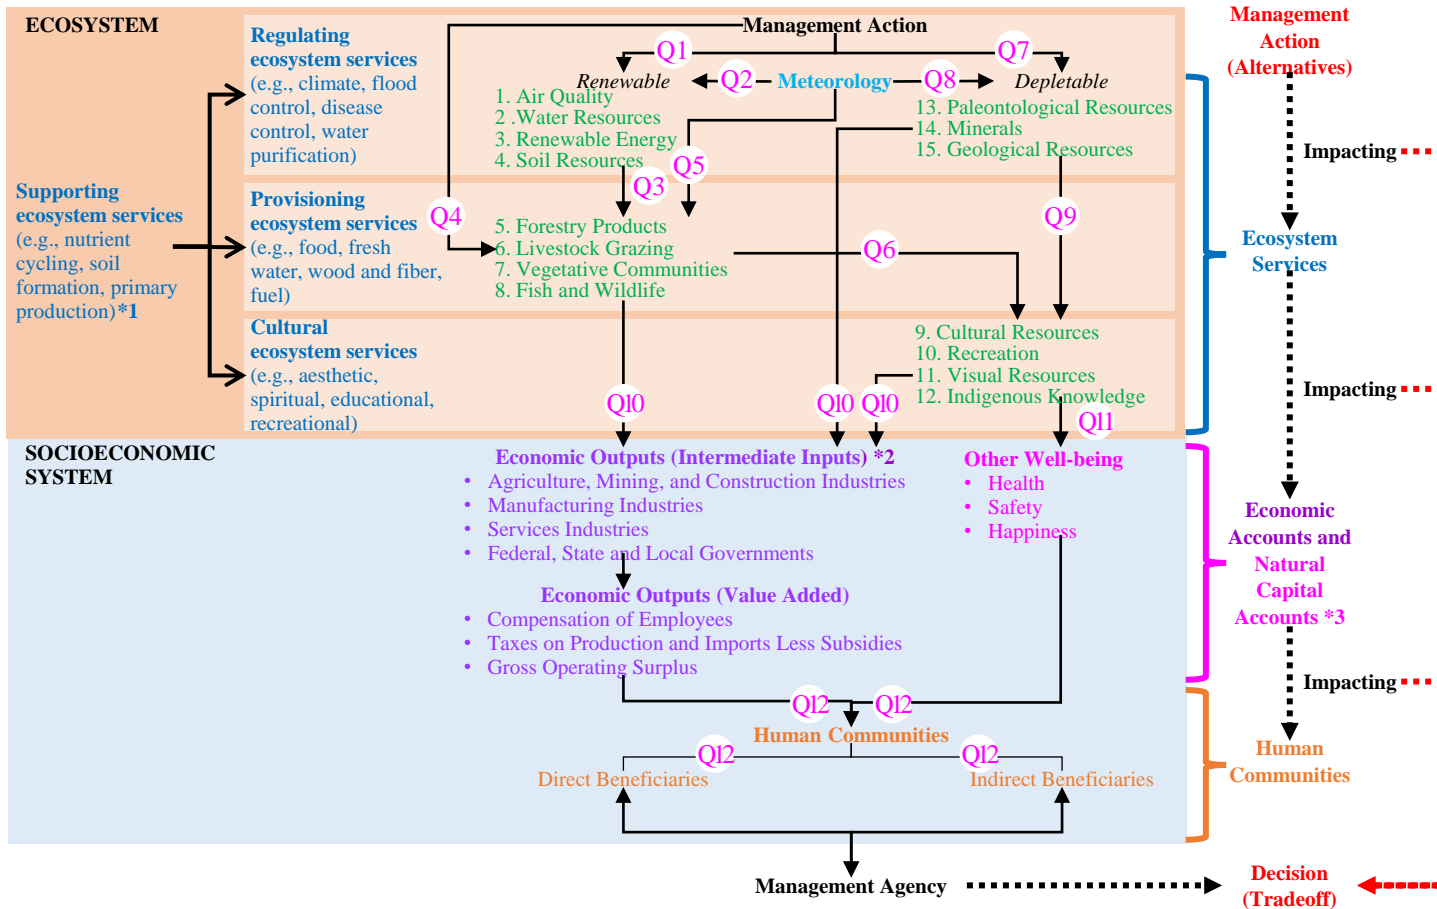 ECOSYSTEM
Regulating
ecosystem services
(e.g., climate, flood
control, disease
control, water
purification)
Supporting
ecosystem services
(e.g., nutrient
cycling, soil
formation, primary
production)*1
Provisioning
ecosystem services
(e.g., food, fresh
water, wood and fiber,
fuel)
Cultural
ecosystem services
(e.g., aesthetic,
spiritual, educational,
recreational)
Management Action
Q1
Q7
Renewable
Q2
Meteorology
Q8
Depletable
1. Air Quality
2 .Water Resources
3. Renewable Energy
4. Soil Resources
13. Paleontological Resources
14. Minerals
15. Geological Resources
Q3
Q5
Q4
Q9
5. Forestry Products
6. Livestock Grazing
7. Vegetative Communities
8. Fish and Wildlife
Q6
9. Cultural Resources
10. Recreation
11. Visual Resources
12. Indigenous Knowledge
Q10
Q10
Q10
Q11
SOCIOECONOMIC
SYSTEM
Economic Outputs (Intermediate Inputs) *2
• Agriculture, Mining, and Construction Industries
• Manufacturing Industries
• Services Industries
• Federal, State and Local Governments
Other Well-being
• Health
• Safety
• Happiness
Economic Outputs (Value Added)
• Compensation of Employees
• Taxes on Production and Imports Less Subsidies
• Gross Operating Surplus
Q12
Q12
Human Communities
Q12
Q12
Direct Beneficiaries
Indirect Beneficiaries
Management Agency
Management
Action
(Alternatives)
Impacting
Ecosystem
Services
Impacting
Economic
Accounts and
Natural
Capital
Accounts *3
Impacting
Human
Communities
Decision
(Tradeoff)